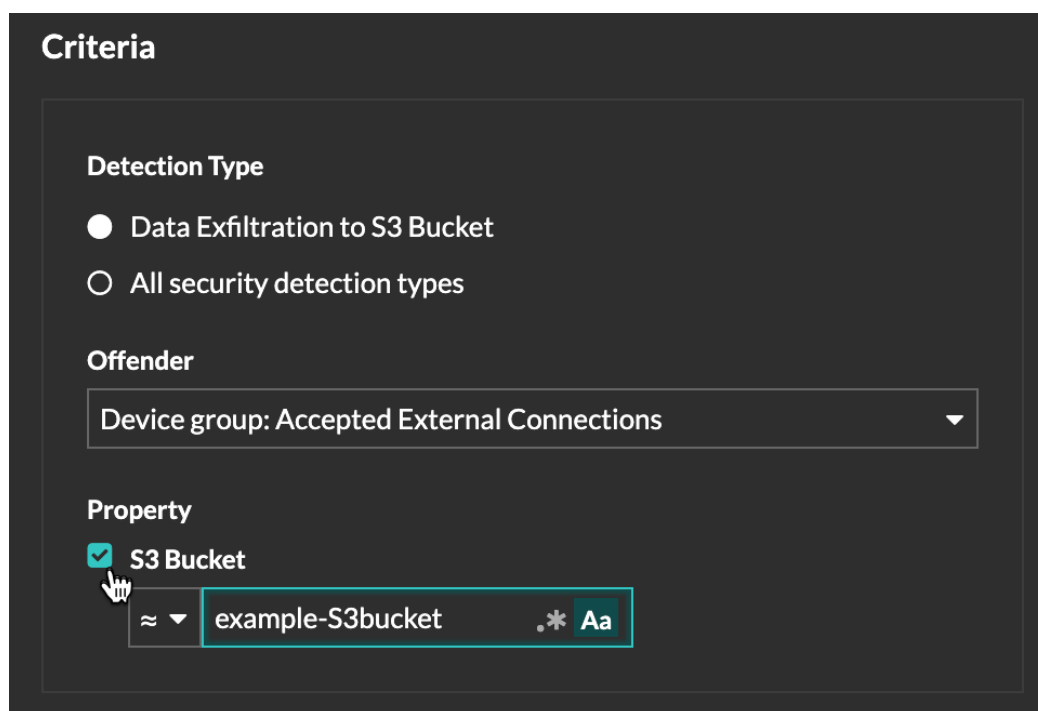 Criteria
Detection Type
Data Exfiltration to S3 Bucket
All security detection types
Offender
Device group: Accepted External Connections
Property
S3 Bucket
≈ example-S3bucket .* Aa